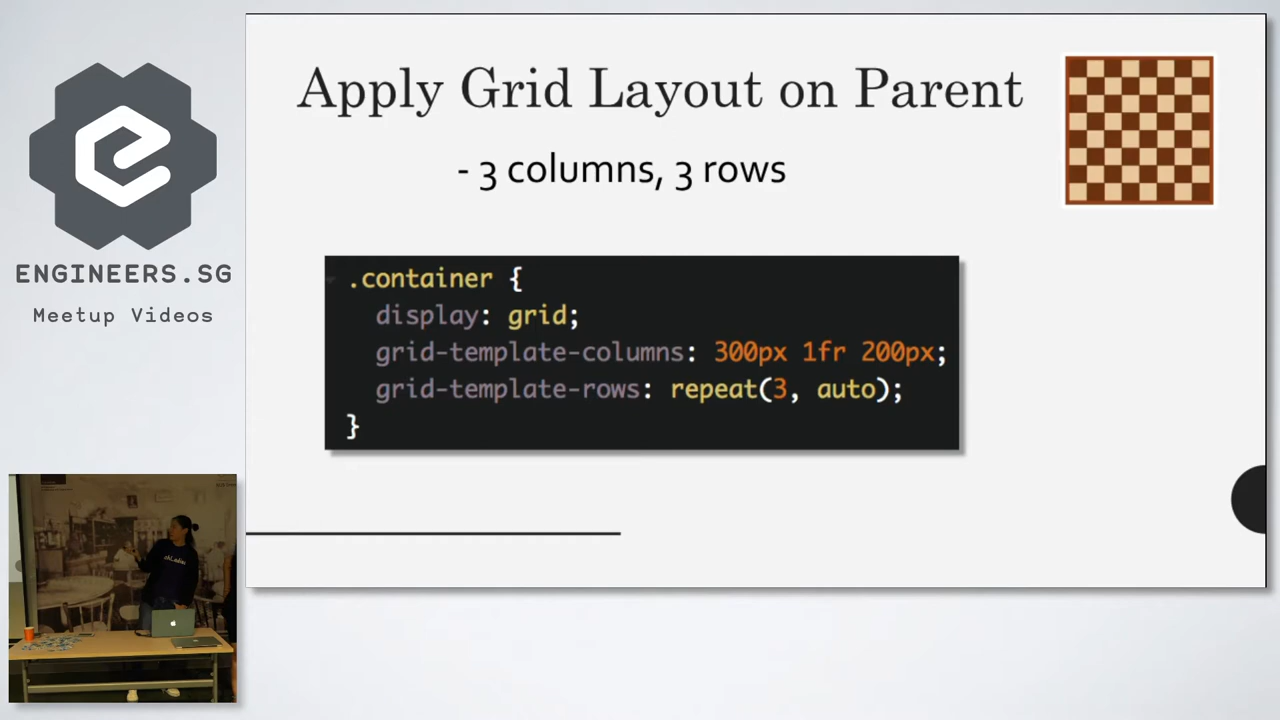 Apply Grid Layout on Parent
- 3 columns, 3 rows
.container {
display: grid;
grid-template-columns: 300px 1fr 200px;
grid-template-rows: repeat(3, auto);
}
ENGINEERS.SG
Meetup Videos